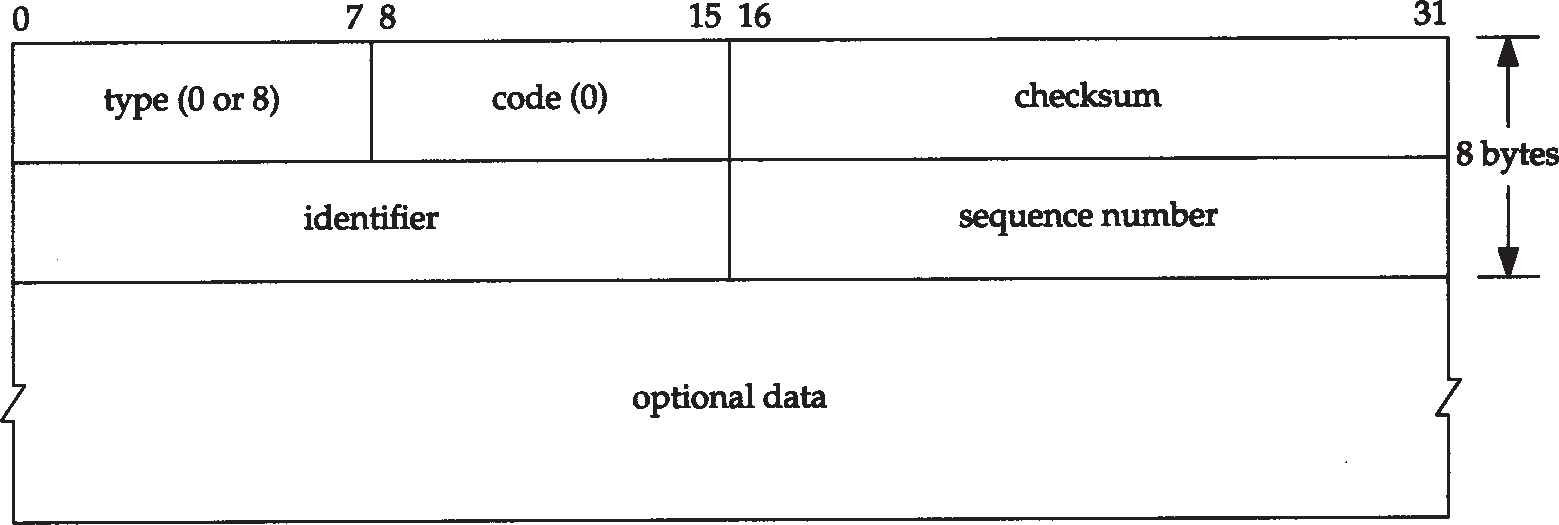 0 7 8 15 16 31
type (0 or 8) code (0) checksum
8 bytes
identifier sequence number
optional data